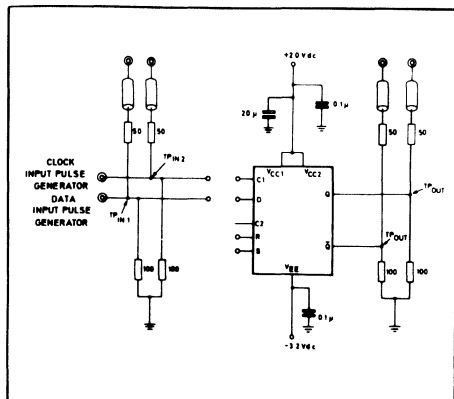 +2.0 Vdc
20 μ
0.1 μ
50
50
50
50
TP IN 2
CLOCK
INPUT PULSE
GENERATOR
DATA
INPUT PULSE
GENERATOR
TP IN 1
VCC1
VCC2
C1
D
C2
R
S
Q
Q̅
TP OUT
TP OUT
VEE
100
100
100
100
0.1 μ
-3.2 Vdc